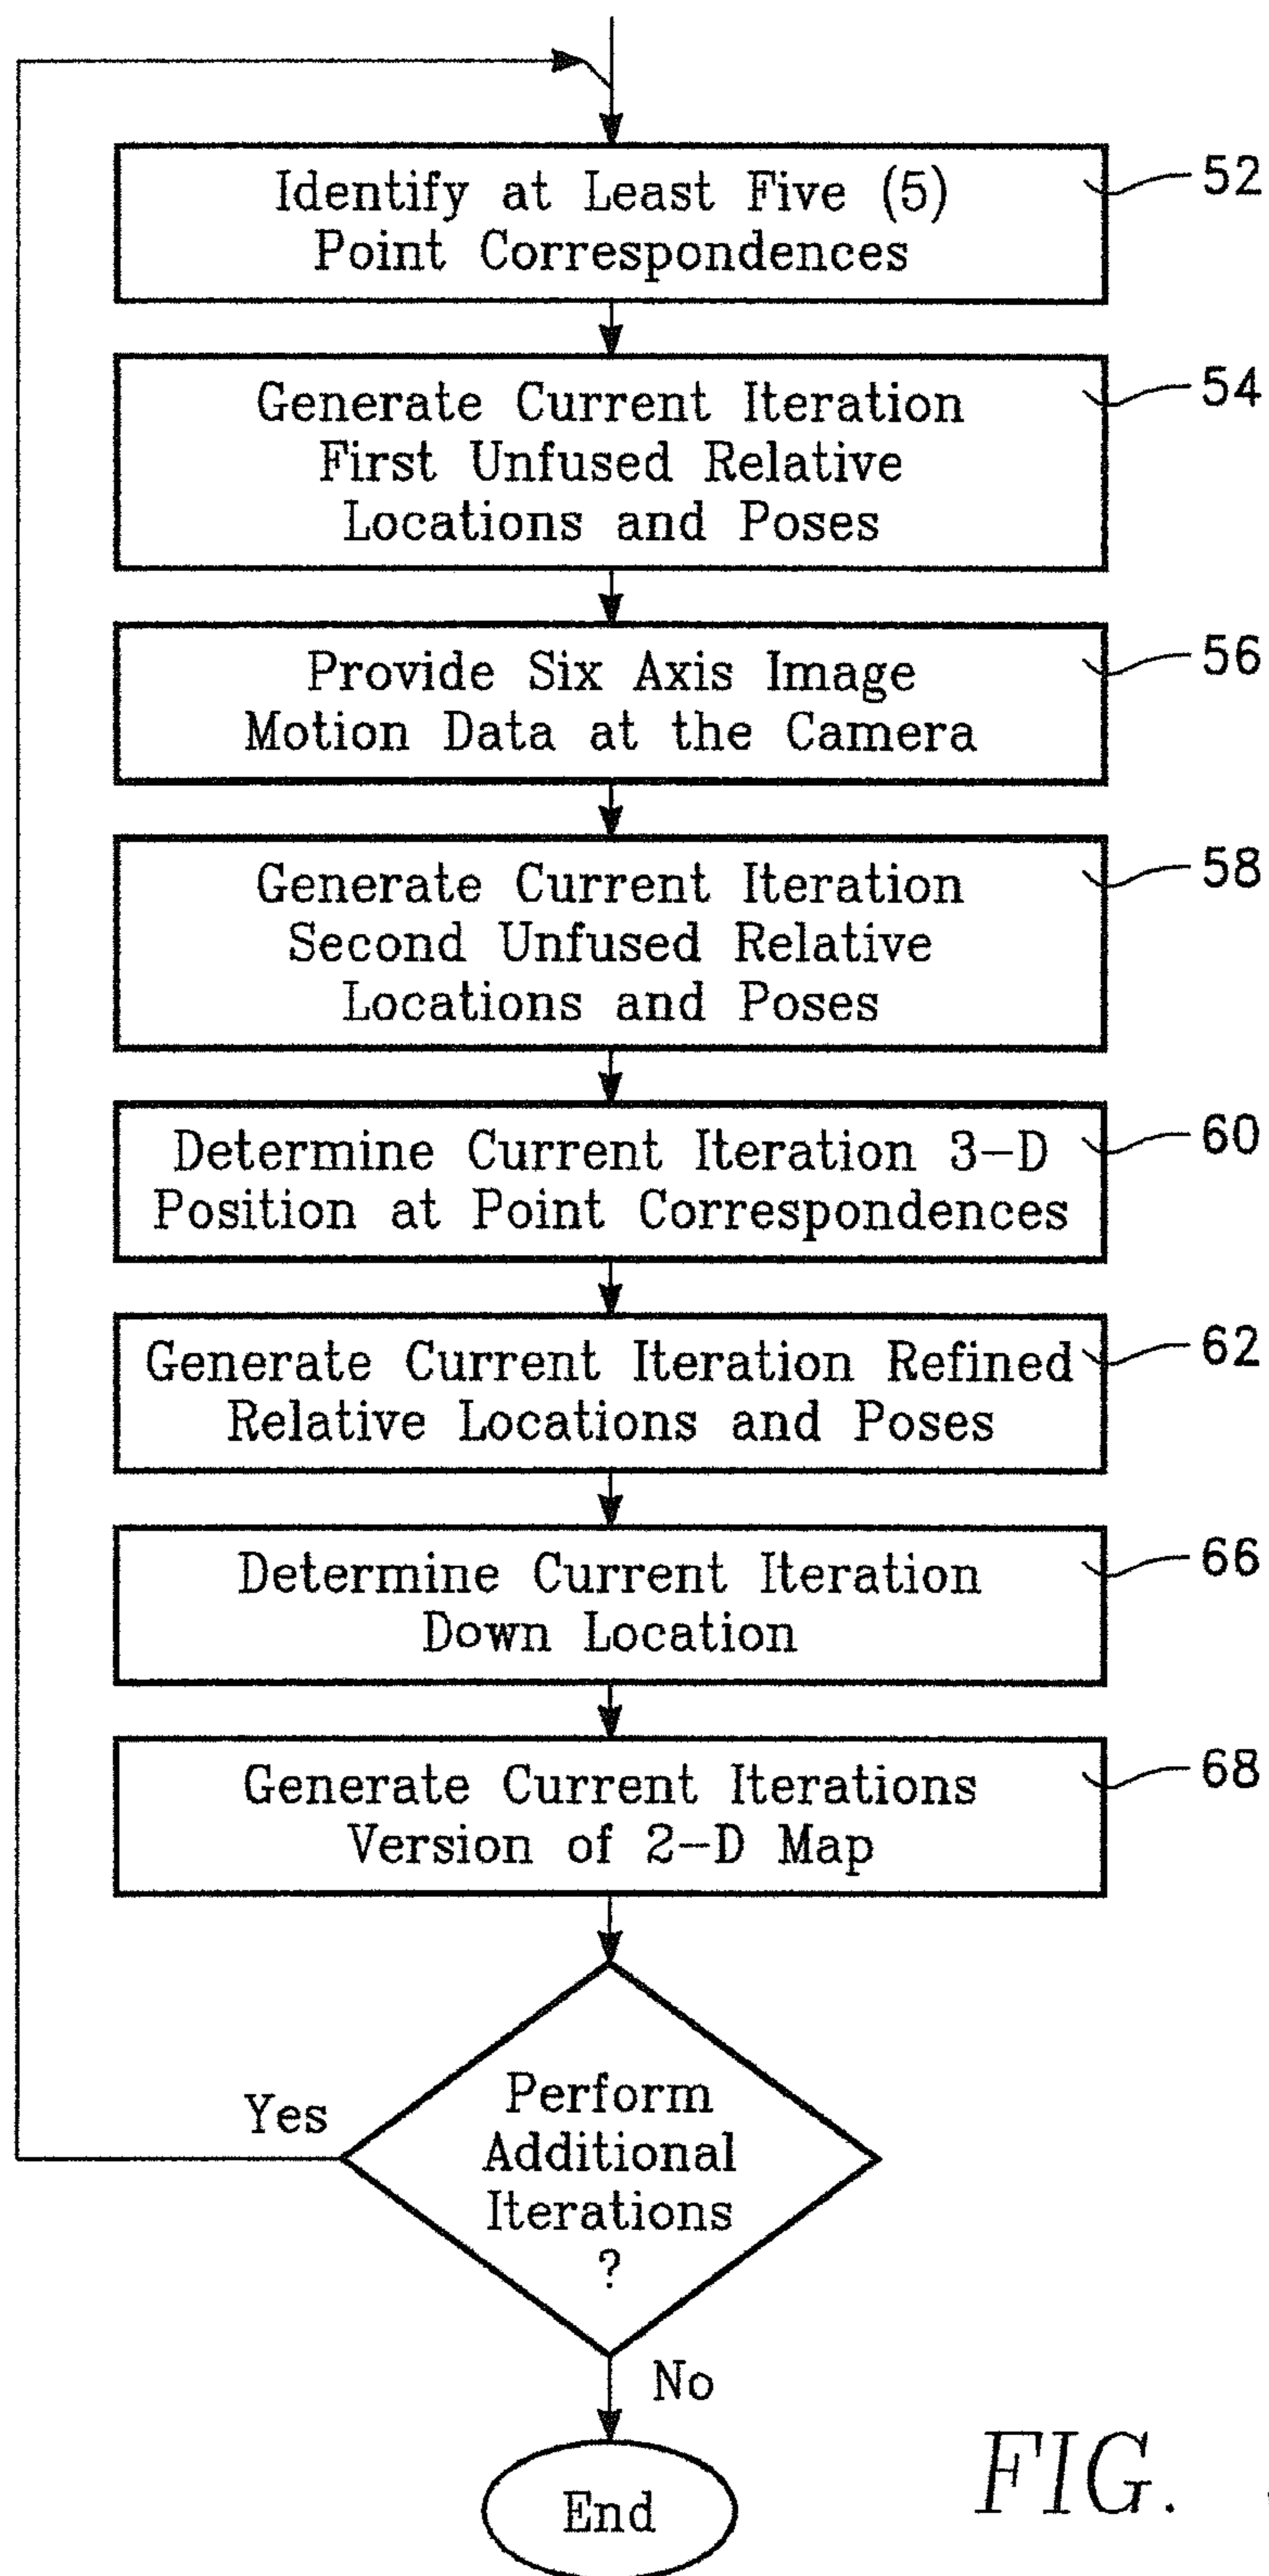 Identify at Least Five (5)
Point Correspondences
52
Generate Current Iteration
First Unfused Relative
Locations and Poses
54
Provide Six Axis Image
Motion Data at the Camera
56
Generate Current Iteration
Second Unfused Relative
Locations and Poses
58
Determine Current Iteration 3-D
Position at Point Correspondences
60
Generate Current Iteration Refined
Relative Locations and Poses
62
Determine Current Iteration
Down Location
66
Generate Current Iterations
Version of 2-D Map
68
Perform
Additional
Iterations
?
Yes
No
End
FIG.